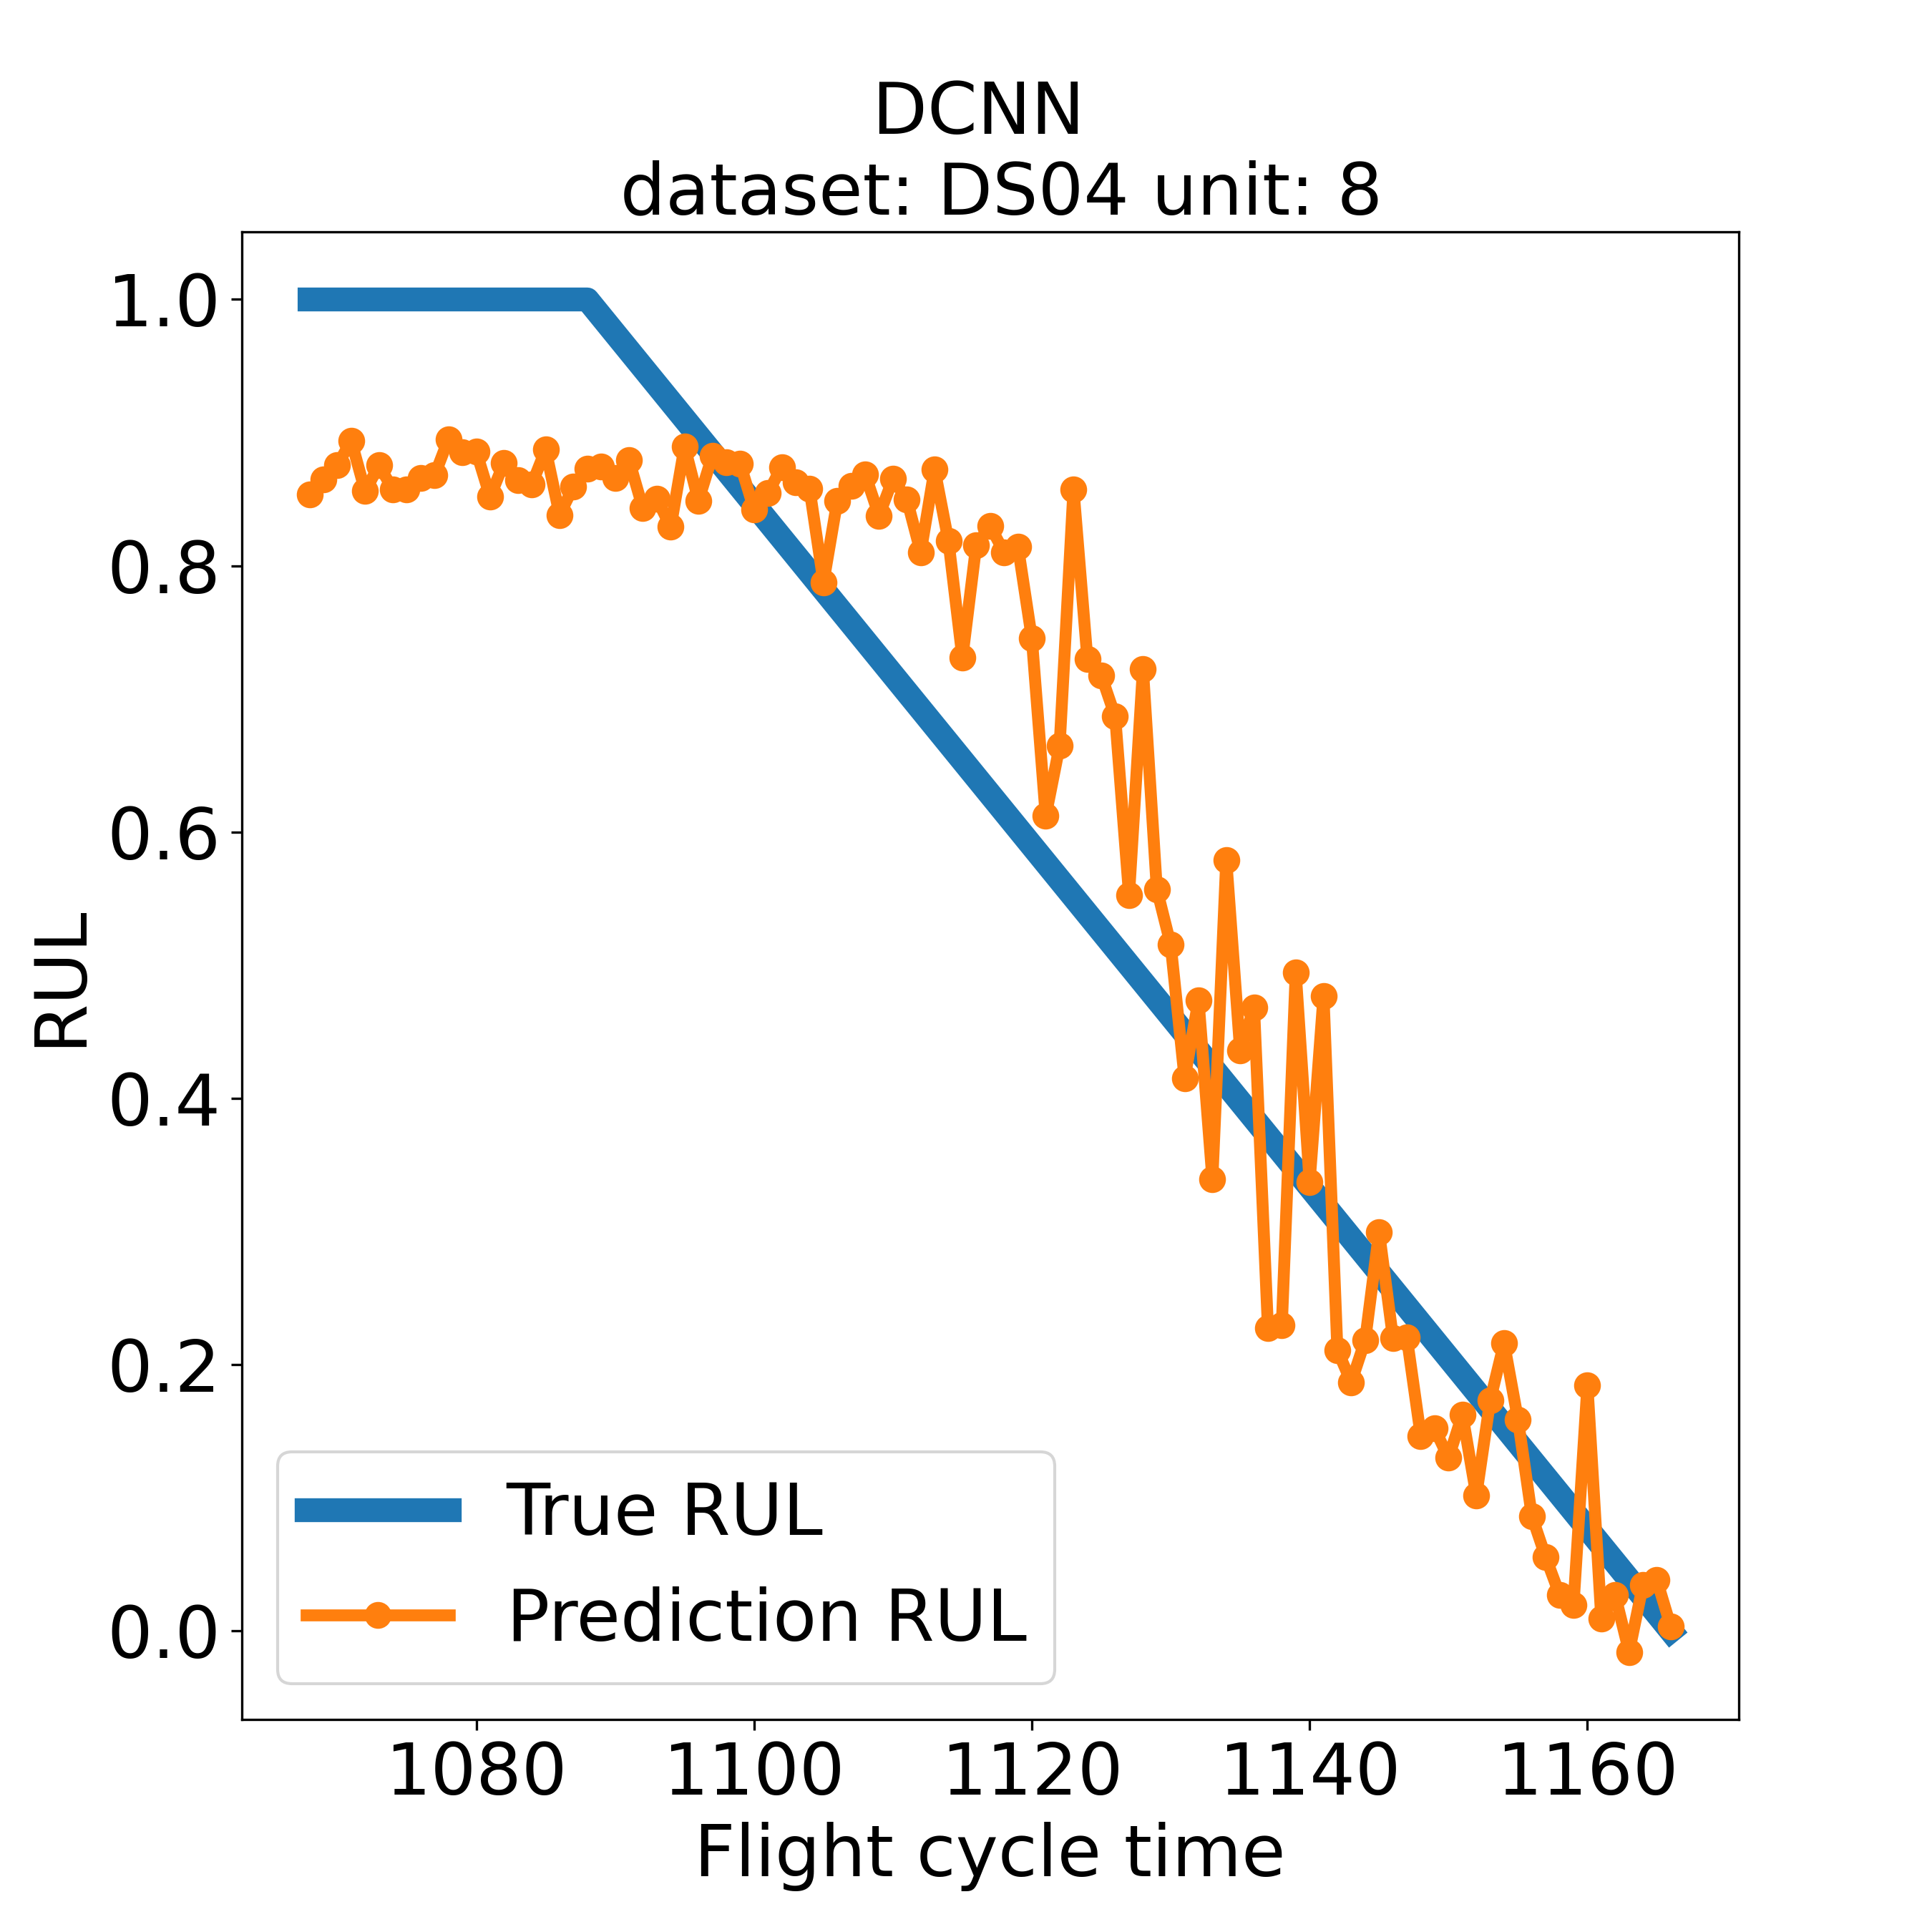 DCNN
dataset: DS04 unit: 8
1.0
0.8
0.6
0.4
0.2
0.0
RUL
True RUL
Prediction RUL
1080 1100 1120 1140 1160
Flight cycle time